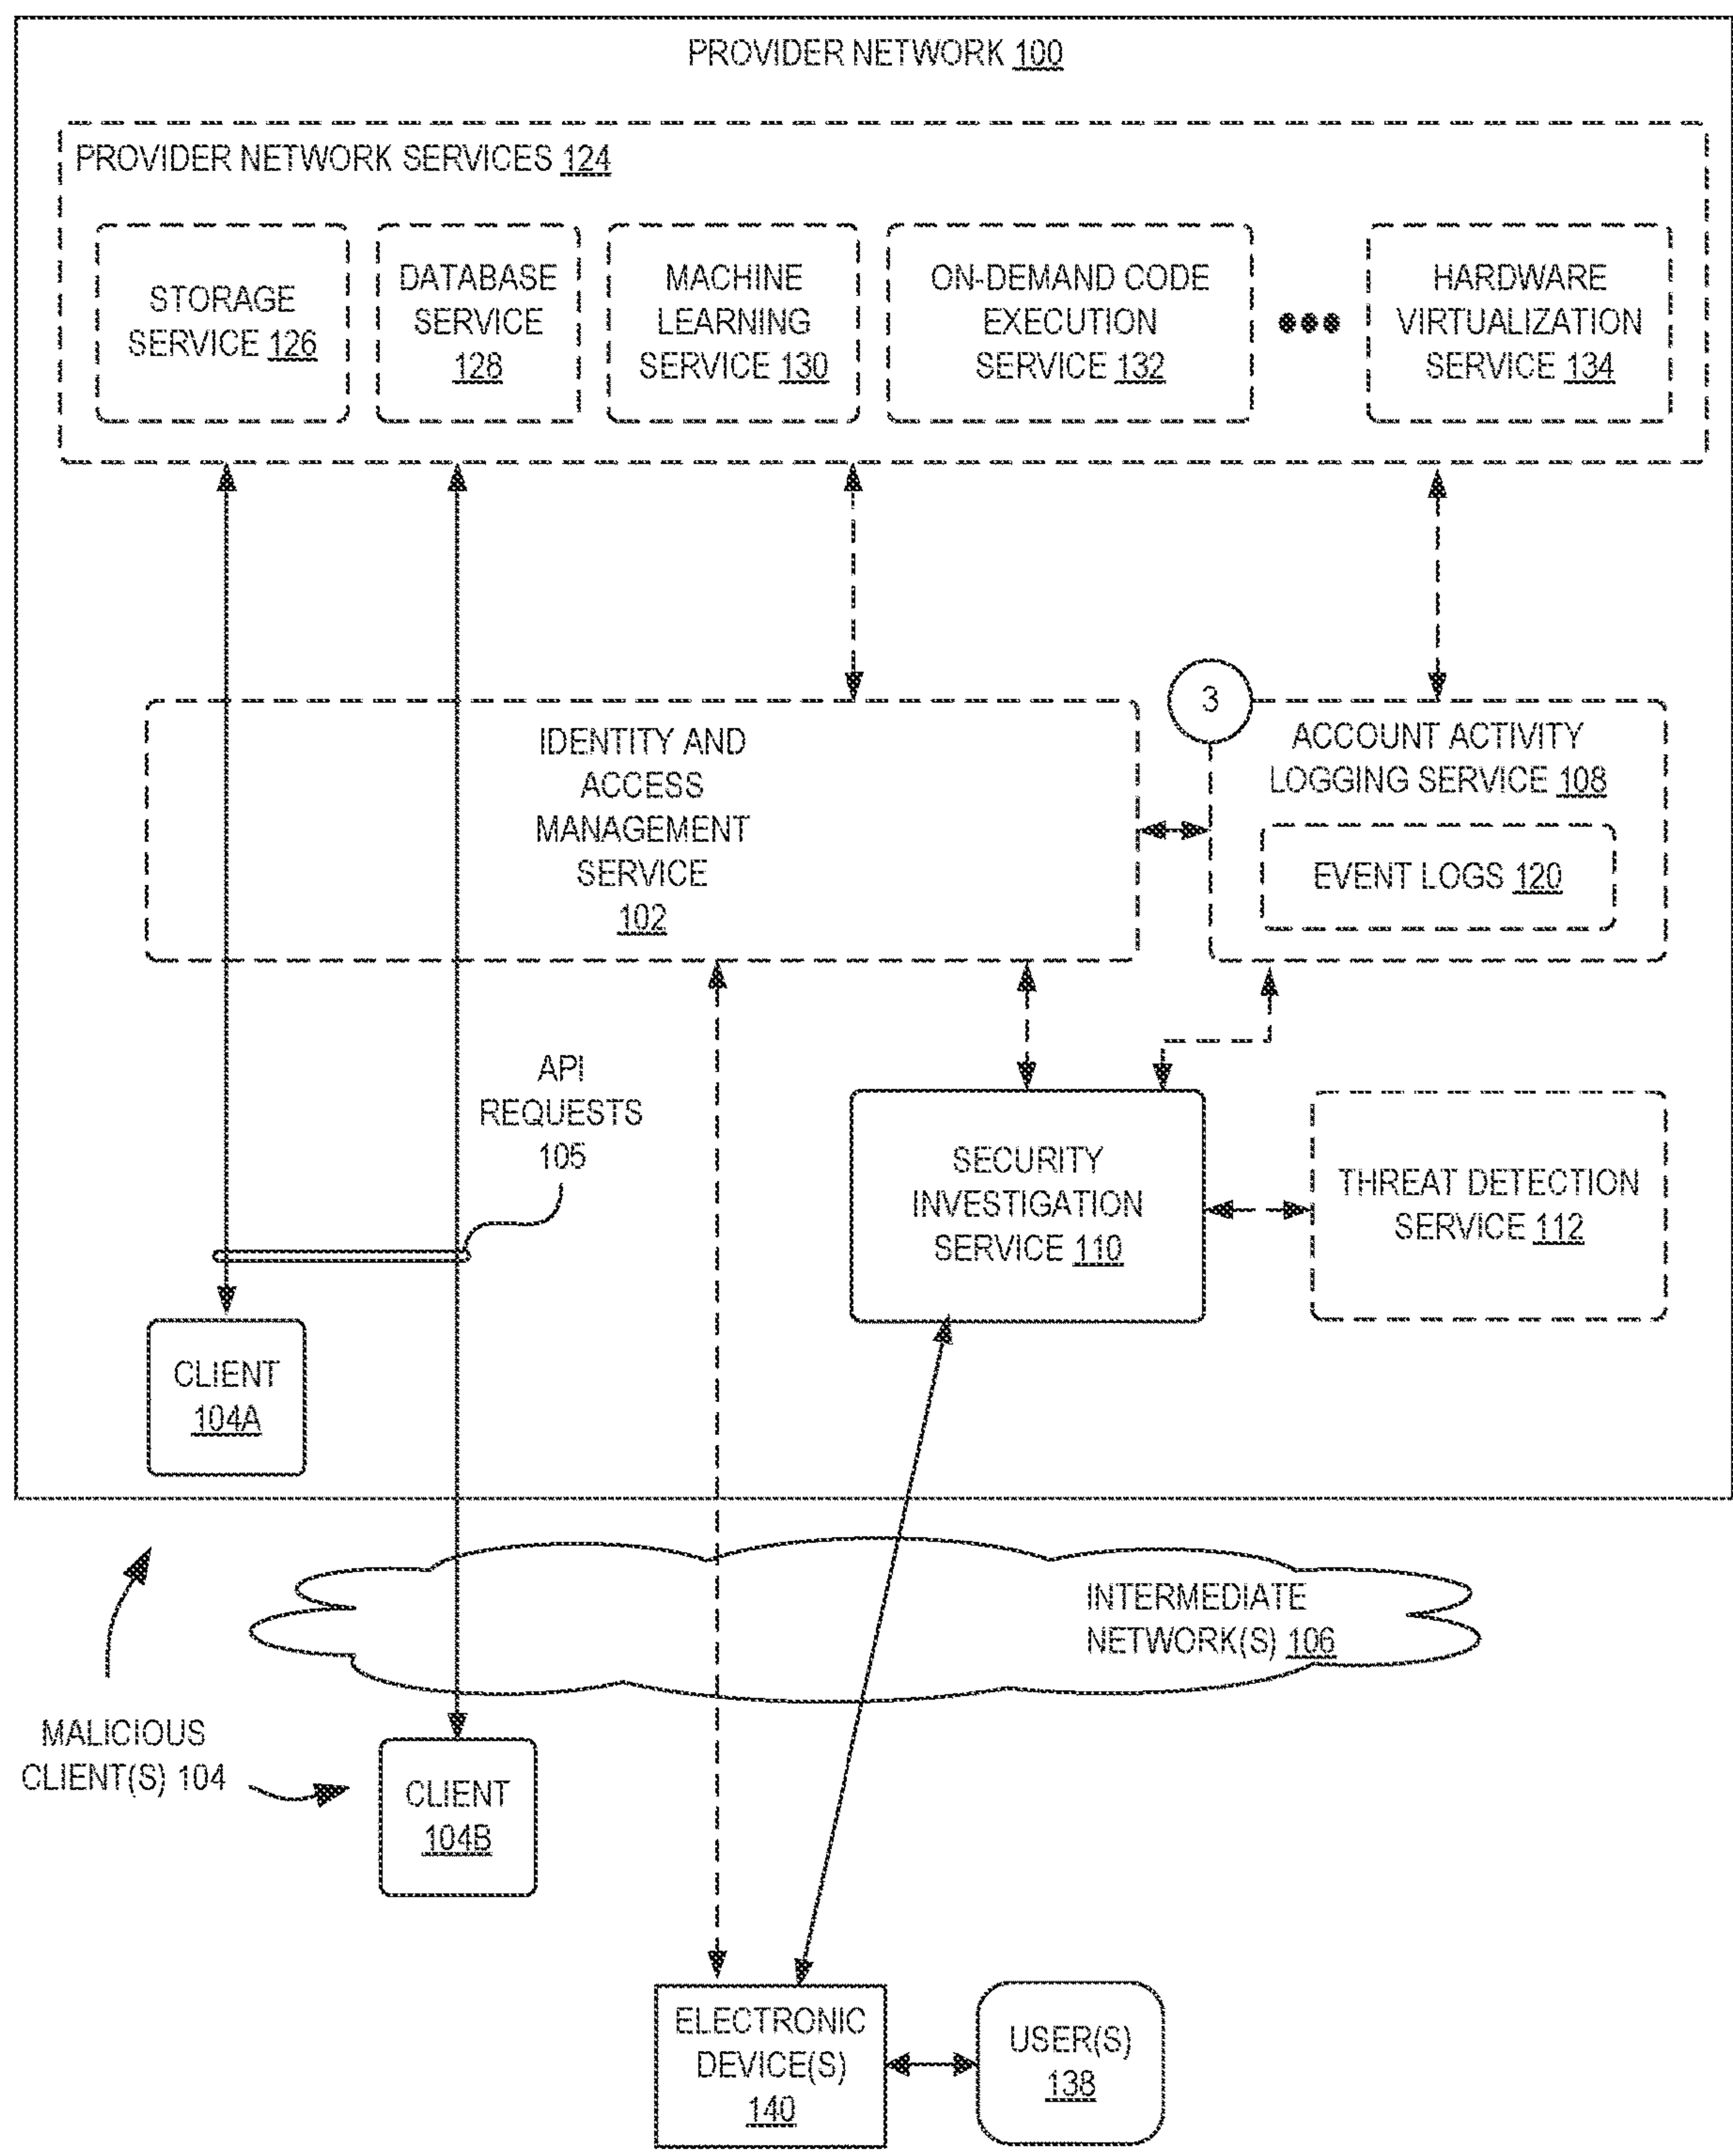 PROVIDER NETWORK 100
PROVIDER NETWORK SERVICES 124
STORAGE
SERVICE 126
DATABASE
SERVICE
128
MACHINE
LEARNING
SERVICE 130
ON-DEMAND CODE
EXECUTION
SERVICE 132
HARDWARE
VIRTUALIZATION
SERVICE 134
IDENTITY AND
ACCESS
MANAGEMENT
SERVICE
102
3
ACCOUNT ACTIVITY
LOGGING SERVICE 108
EVENT LOGS 120
API
REQUESTS
105
SECURITY
INVESTIGATION
SERVICE 110
THREAT DETECTION
SERVICE 112
CLIENT
104A
INTERMEDIATE
NETWORK(S) 106
MALICIOUS
CLIENT(S) 104
CLIENT
104B
ELECTRONIC
DEVICE(S)
140
USER(S)
138